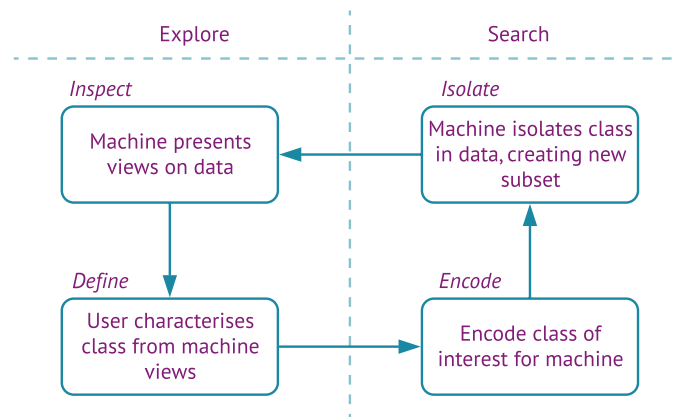 Explore
Search
Inspect
Machine presents
views on data
Isolate
Machine isolates class
in data, creating new
subset
Define
User characterises
class from machine
views
Encode
Encode class of
interest for machine